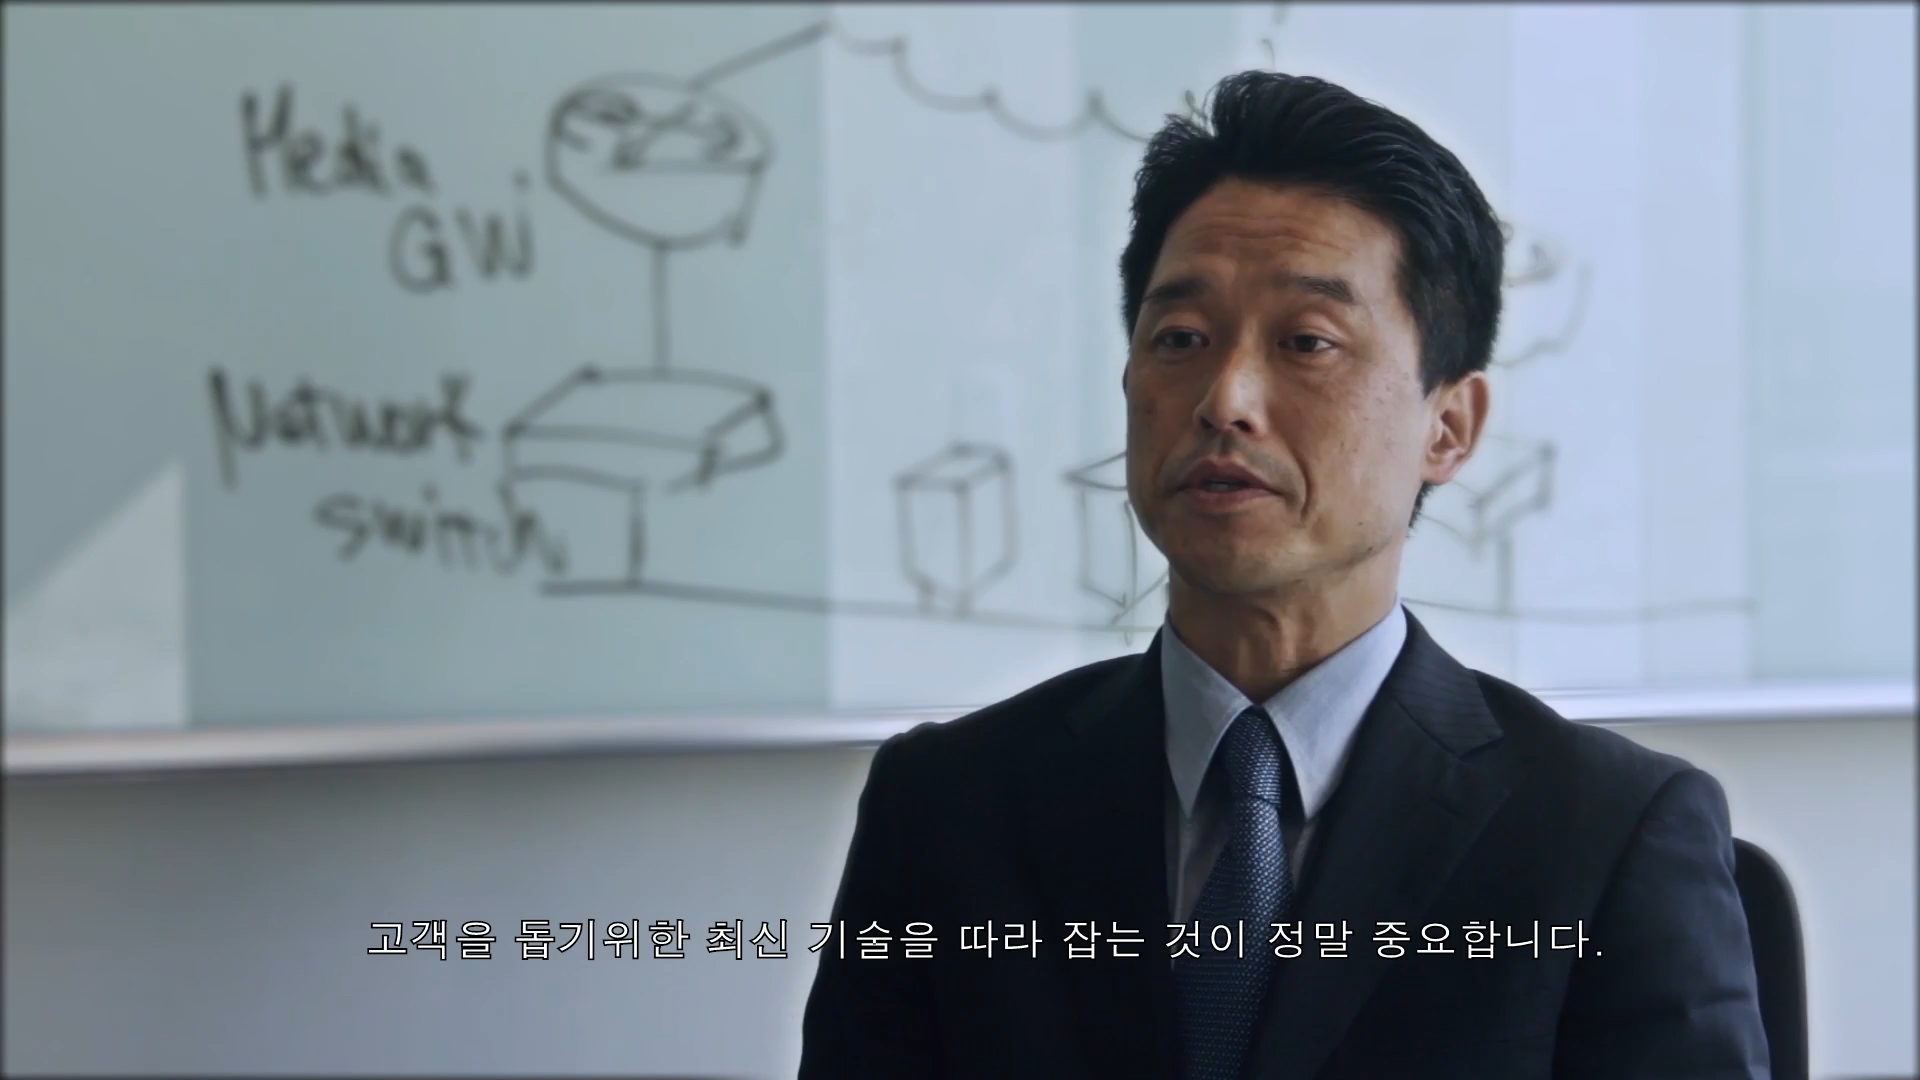 Media
GW
Network
switch
고객을 돕기위한 최신 기술을 따라 잡는 것이 정말 중요합니다.